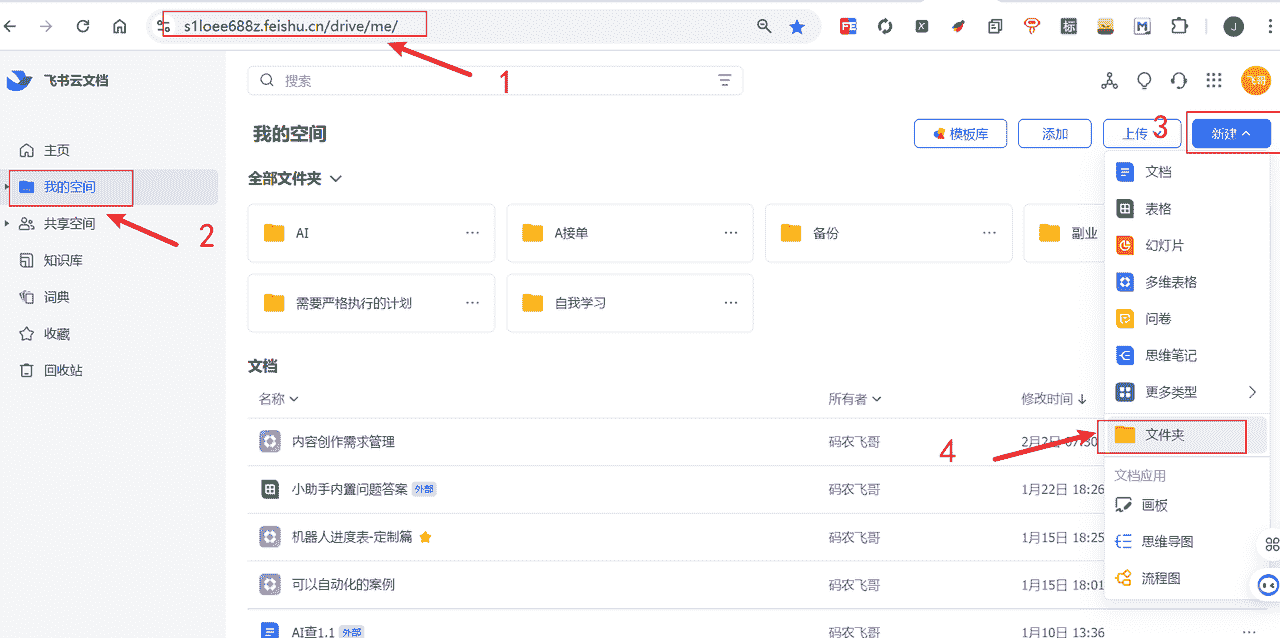 s1loee688z.feishu.cn/drive/me/
1
飞书云文档
搜索
主页
我的空间
2
共享空间
知识库
词典
收藏
回收站
我的空间
模板库
添加
上传
3
新建
全部文件夹
AI
A接单
备份
副业
需要严格执行的计划
自我学习
文档
名称
所有者
修改时间
内容创作需求管理
码农飞哥
2月2日 07:30
小助手内置问题答案 外部
码农飞哥
1月22日 18:26
机器人进度表-定制篇
码农飞哥
1月15日 18:25
可以自动化的案例
码农飞哥
1月15日 18:01
AI查1.1 外部
码农飞哥
1月10日 13:36
文档
表格
幻灯片
多维表格
问卷
思维笔记
更多类型
4
文件夹
文档应用
画板
思维导图
流程图
J
飞哥
标